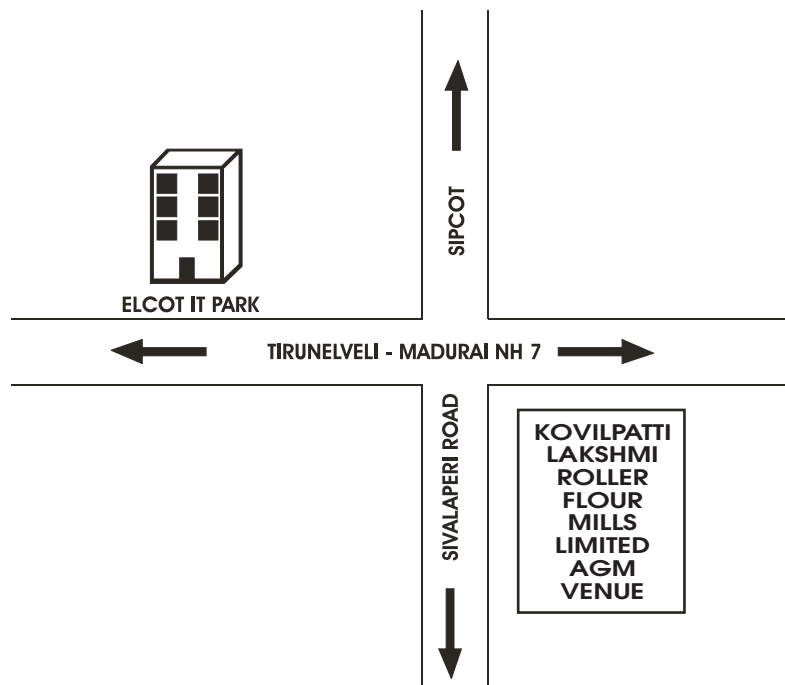 SIPCOT
ELCOT IT PARK
TIRUNELVELI - MADURAI NH 7
SIVALAPERI ROAD
KOVILPATTI
LAKSHMI
ROLLER
FLOUR
MILLS
LIMITED
AGM
VENUE